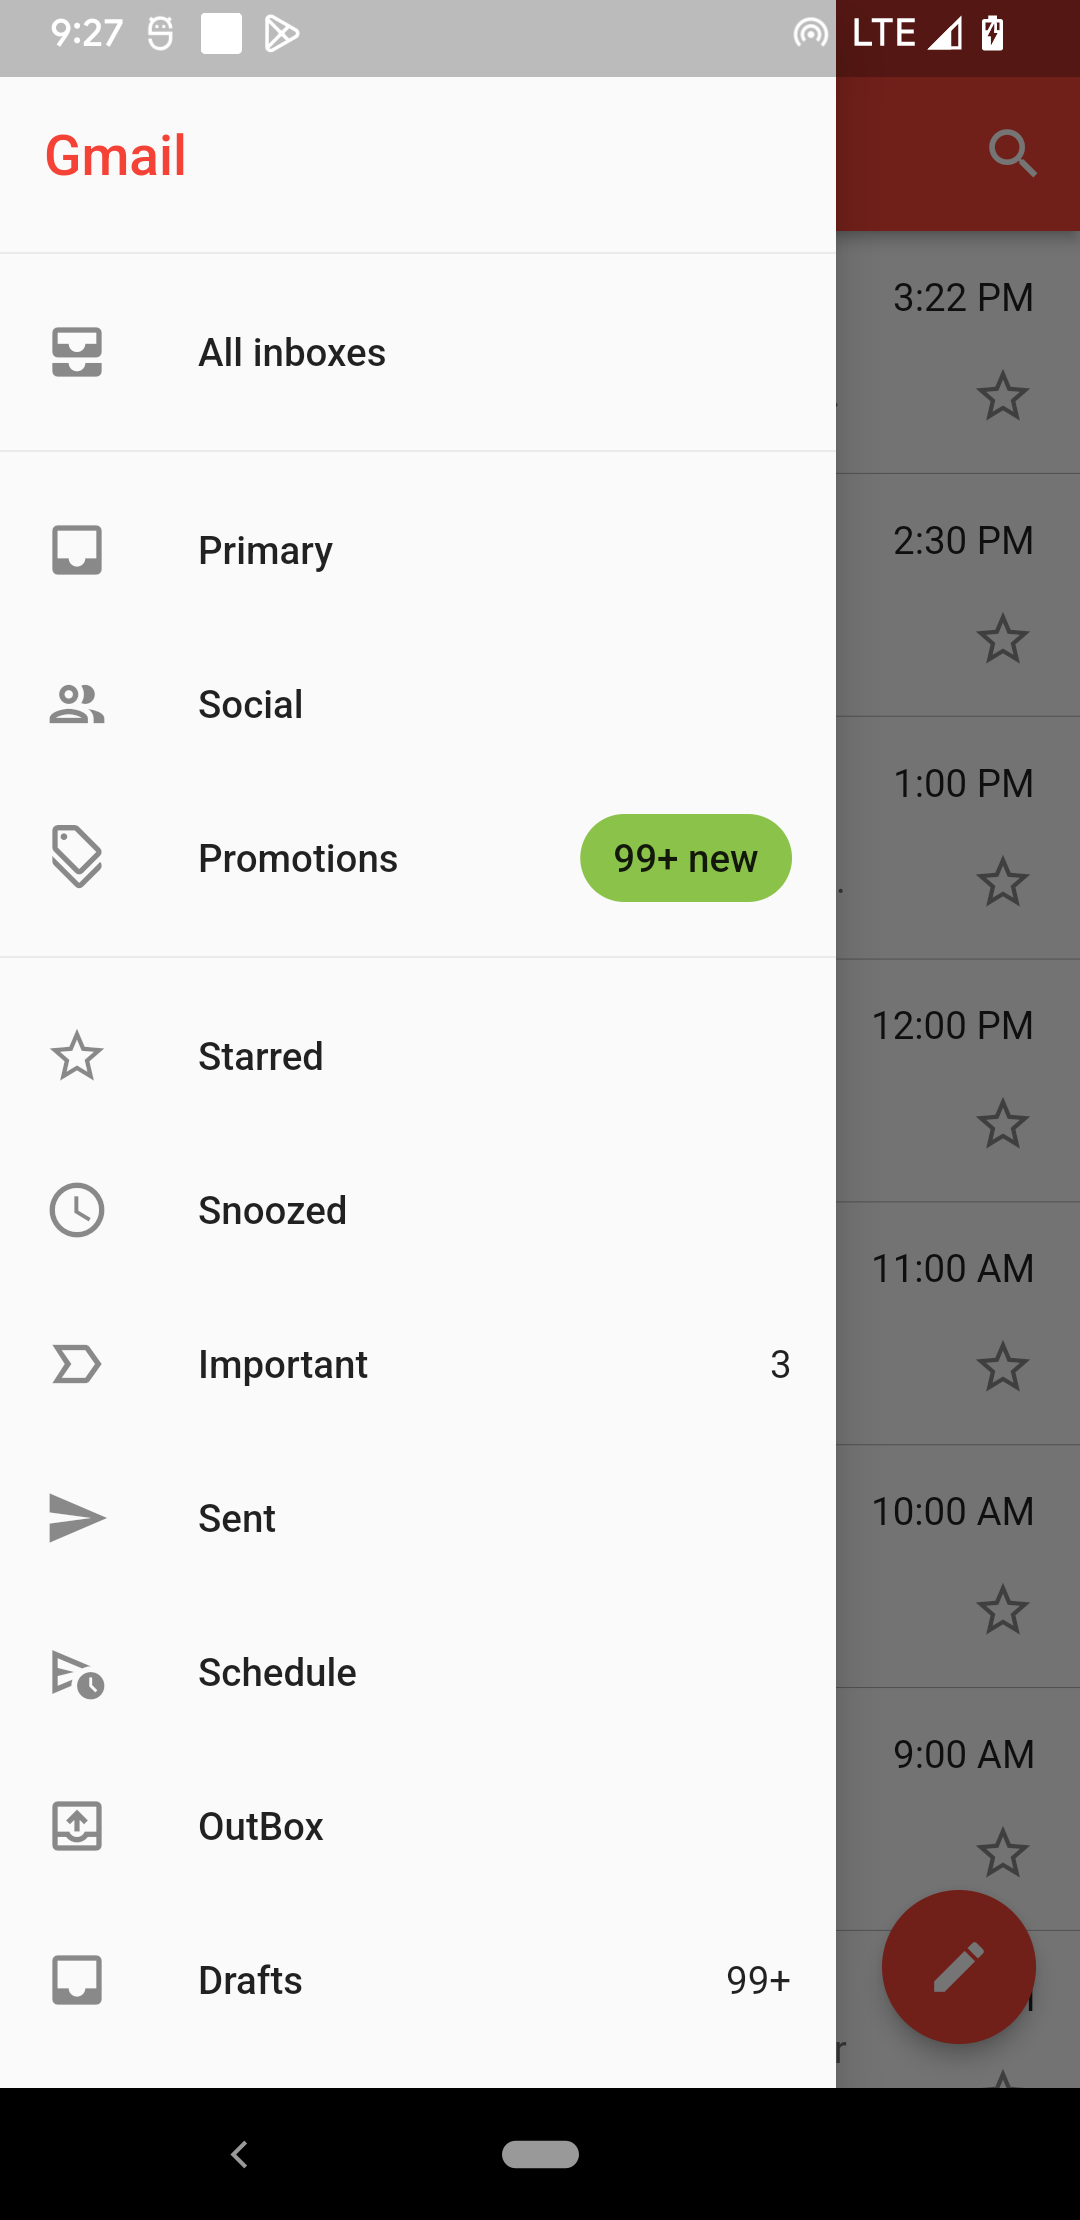 9:27 LTE
Gmail
All inboxes
Primary
Social
Promotions 99+ new
Starred
Snoozed
Important 3
Sent
Schedule
OutBox
Drafts 99+
3:22 PM
2:30 PM
1:00 PM
.
12:00 PM
11:00 AM
10:00 AM
9:00 AM
r